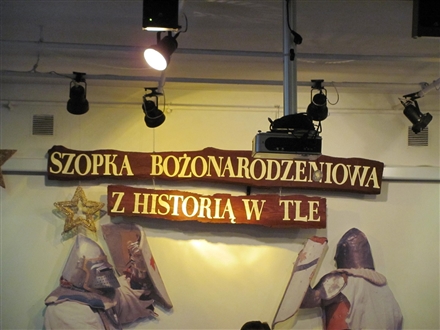 SZOPKA BOŻONARODZENIOWA
Z HISTORIĄ W TLE